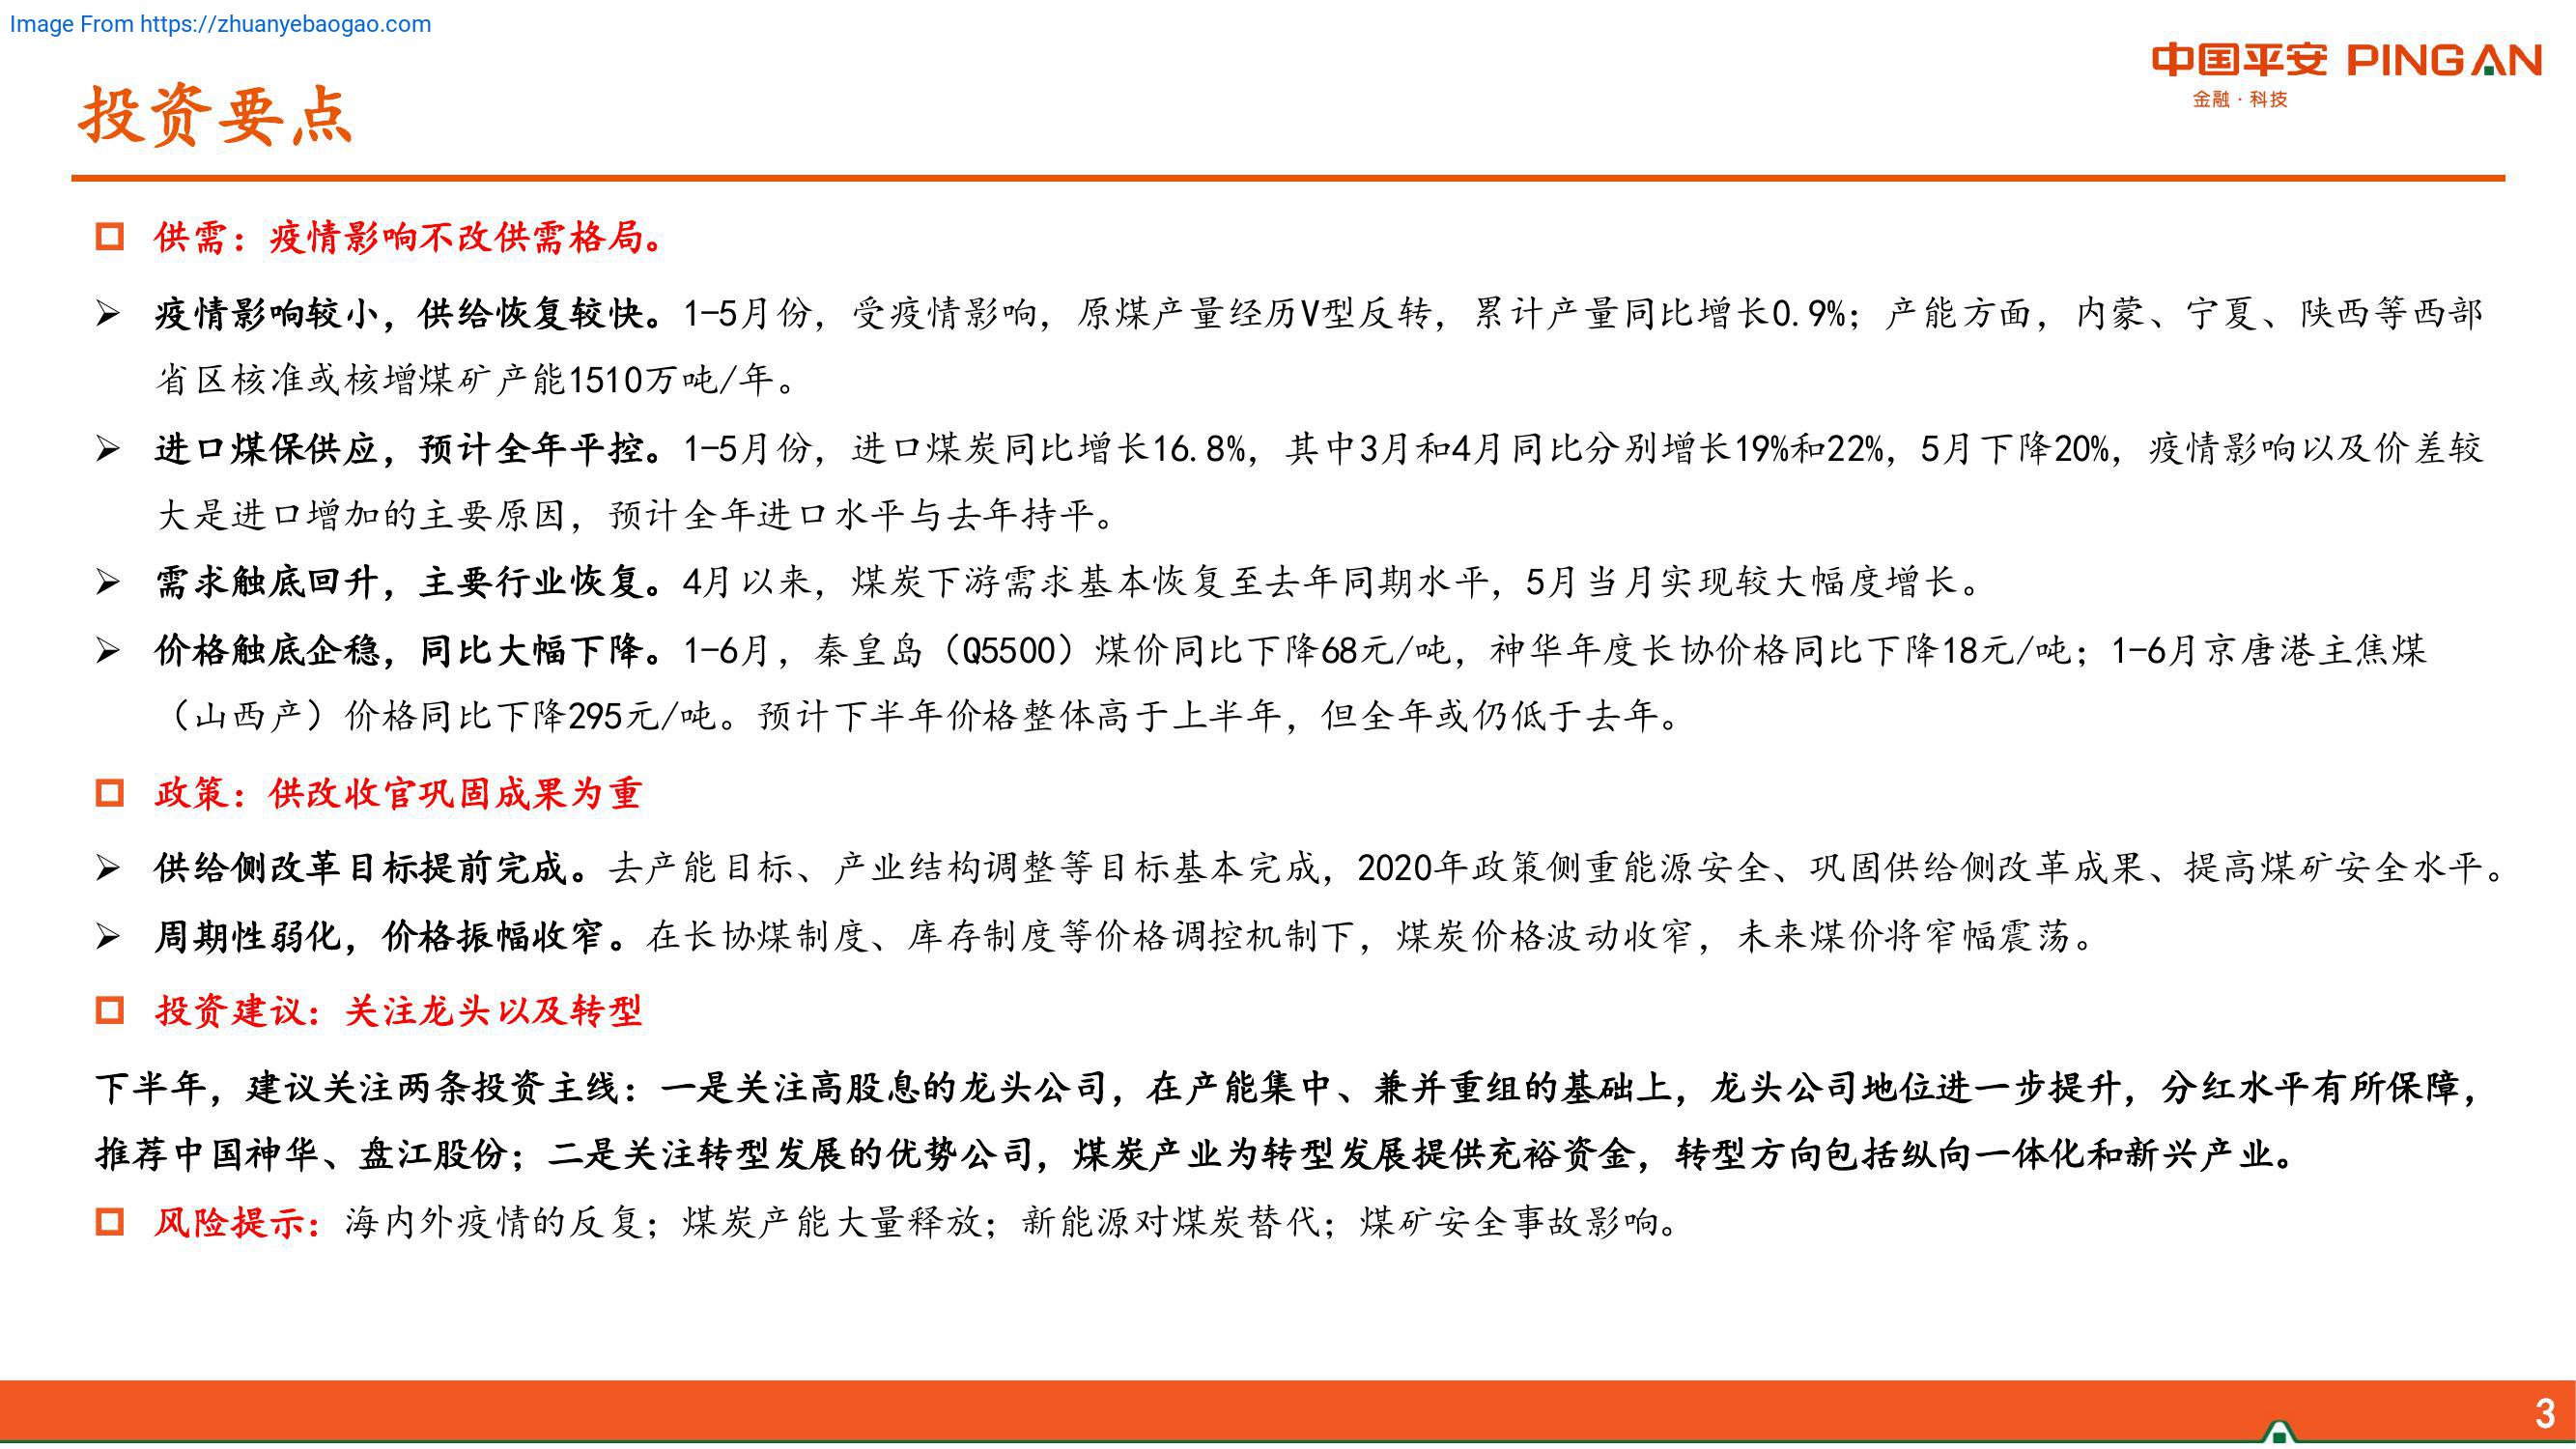 Image From https://zhuanyebaogao.com
中国平安 PINGAN
金融·科技
投资要点
供需：疫情影响不改供需格局。
疫情影响较小，供给恢复较快。1-5月份，受疫情影响，原煤产量经历V型反转，累计产量同比增长0.9%；产能方面，内蒙、宁夏、陕西等西部
省区核准或核增煤矿产能1510万吨/年。
进口煤保供应，预计全年平控。1-5月份，进口煤炭同比增长16.8%，其中3月和4月同比分别增长19%和22%，5月下降20%，疫情影响以及价差较
大是进口增加的主要原因，预计全年进口水平与去年持平。
需求触底回升，主要行业恢复。4月以来，煤炭下游需求基本恢复至去年同期水平，5月当月实现较大幅度增长。
价格触底企稳，同比大幅下降。1-6月，秦皇岛（Q5500）煤价同比下降68元/吨，神华年度长协价格同比下降18元/吨；1-6月京唐港主焦煤
（山西产）价格同比下降295元/吨。预计下半年价格整体高于上半年，但全年或仍低于去年。
政策：供改收官巩固成果为重
供给侧改革目标提前完成。去产能目标、产业结构调整等目标基本完成，2020年政策侧重能源安全、巩固供给侧改革成果、提高煤矿安全水平。
周期性弱化，价格振幅收窄。在长协煤制度、库存制度等价格调控机制下，煤炭价格波动收窄，未来煤价将窄幅震荡。
投资建议：关注龙头以及转型
下半年，建议关注两条投资主线：一是关注高股息的龙头公司，在产能集中、兼并重组的基础上，龙头公司地位进一步提升，分红水平有所保障，
推荐中国神华、盘江股份；二是关注转型发展的优势公司，煤炭产业为转型发展提供充裕资金，转型方向包括纵向一体化和新兴产业。
风险提示：海内外疫情的反复；煤炭产能大量释放；新能源对煤炭替代；煤矿安全事故影响。
3